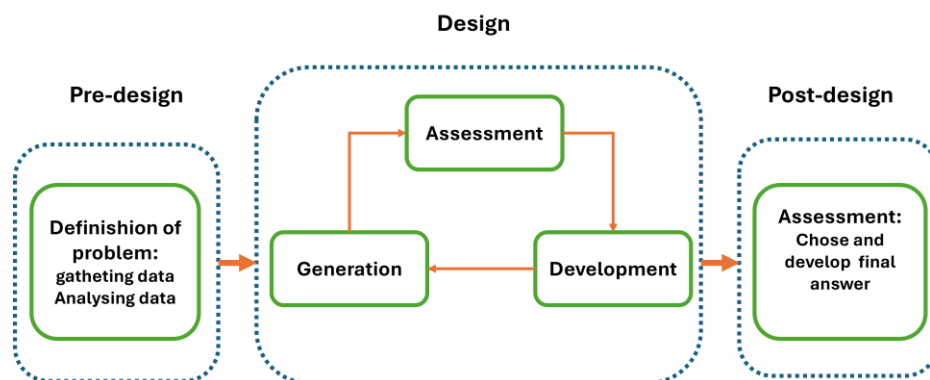 Design
Pre-design
Post-design
Assessment
Definishion of
problem:
gatheting data
Analysing data
Generation
Development
Assessment:
Chose and
develop final
answer